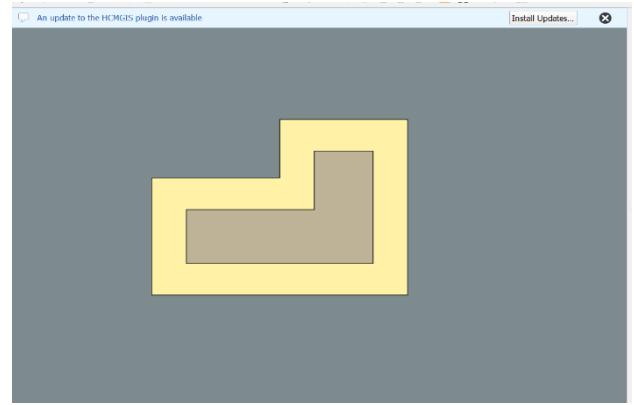 An update to the HCMGIS plugin is available
Install Updates...